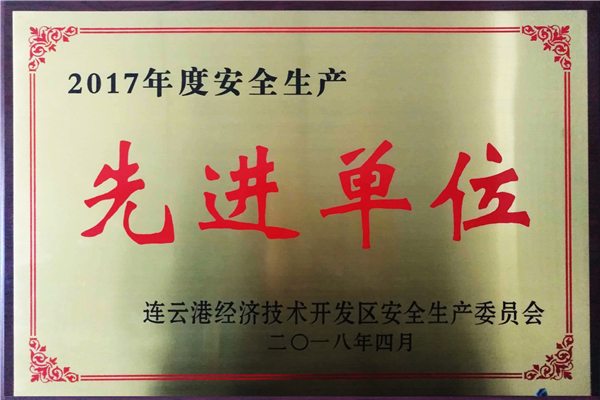 2017年度安全生产
先进单位
连云港经济技术开发区安全生产委员会
二〇一八年四月